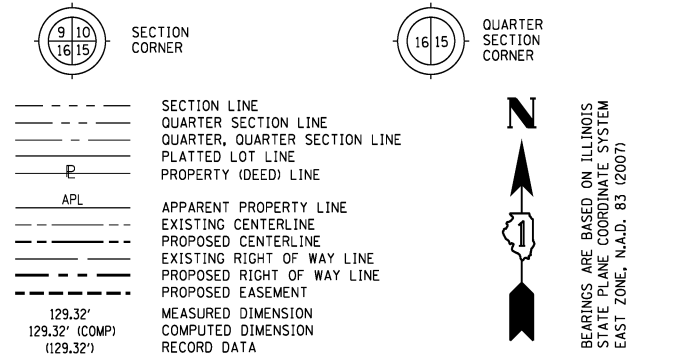 9 10
16 15
SECTION
CORNER
16 15
QUARTER
SECTION
CORNER
SECTION LINE
QUARTER SECTION LINE
QUARTER, QUARTER SECTION LINE
PLATTED LOT LINE
PL PROPERTY (DEED) LINE
APL APPARENT PROPERTY LINE
EXISTING CENTERLINE
PROPOSED CENTERLINE
EXISTING RIGHT OF WAY LINE
PROPOSED RIGHT OF WAY LINE
PROPOSED EASEMENT
129.32' MEASURED DIMENSION
129.32' (COMP) COMPUTED DIMENSION
(129.32') RECORD DATA
N
1
BEARINGS ARE BASED ON ILLINOIS
STATE PLANE COORDINATE SYSTEM
EAST ZONE, N.A.D. 83 (2007)